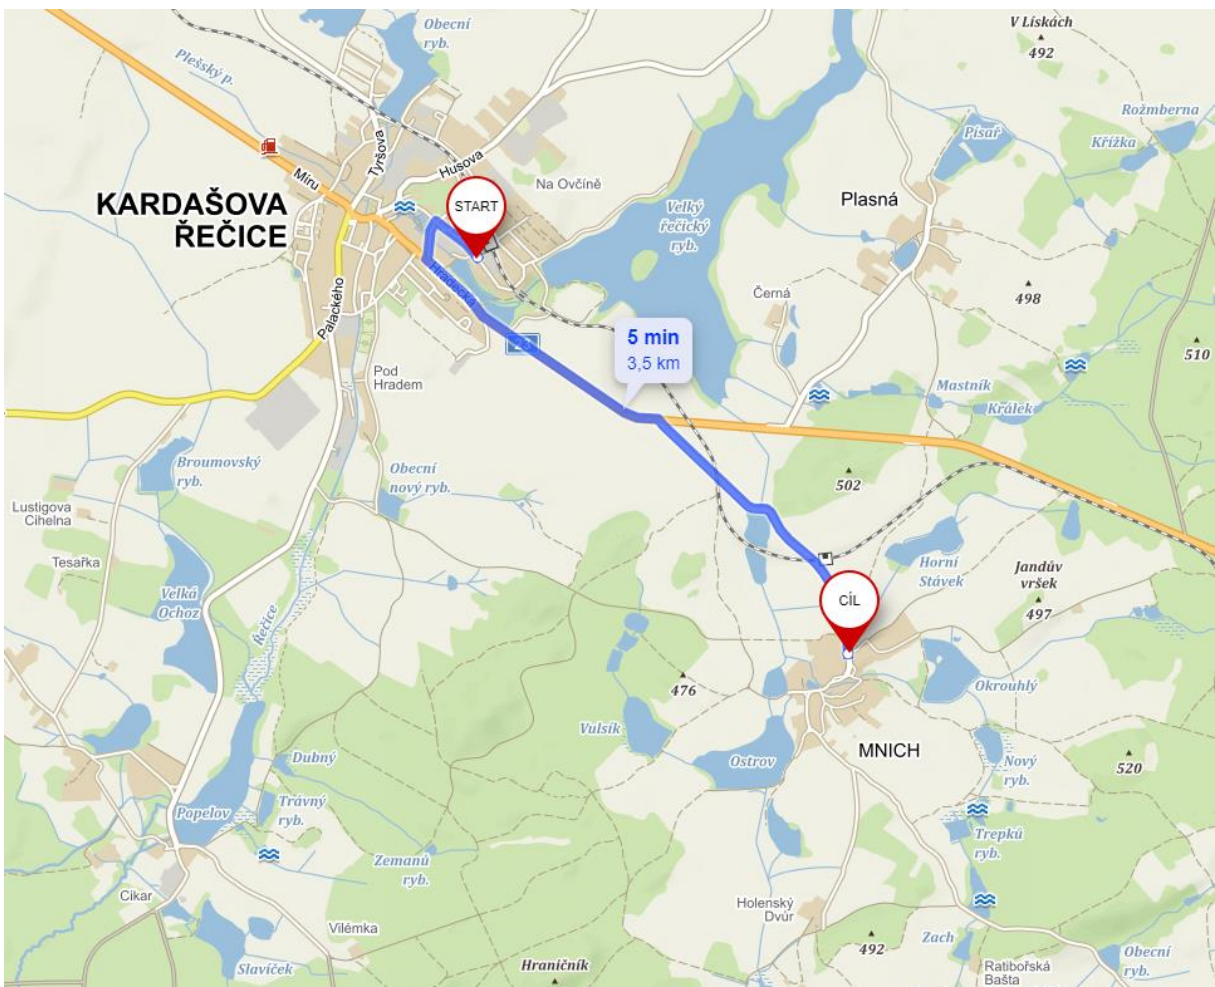 V Lískách
492
Obecní
ryb.
Plešský p.
Rožmberna
Písař
Křížka
Tyršova
Husova
Míru
Na Ovčíně
KARDAŠOVA
ŘEČICE
START
Velký
řečický
ryb.
Plasná
Hradecká
Palackého
Černá
498
510
5 min
3,5 km
23
Pod
Hradem
Mastník
Králek
Broumovský
ryb.
Obecní
nový ryb.
502
Lustigova
Cihelna
Tesařka
Velká
Ochoz
Řečice
Horní
Stávek
Jandův
vršek
497
CÍL
476
Okrouhlý
Vulsík
Ostrov
MNICH
Nový
ryb.
520
Dubný
Trávný
ryb.
Popelov
Zemanů
ryb.
Trepků
ryb.
Cikar
Vilémka
Holenský
Dvůr
492
Zach
Obecní
ryb.
Slavíček
Hraničník
Ratibořská
Bašta